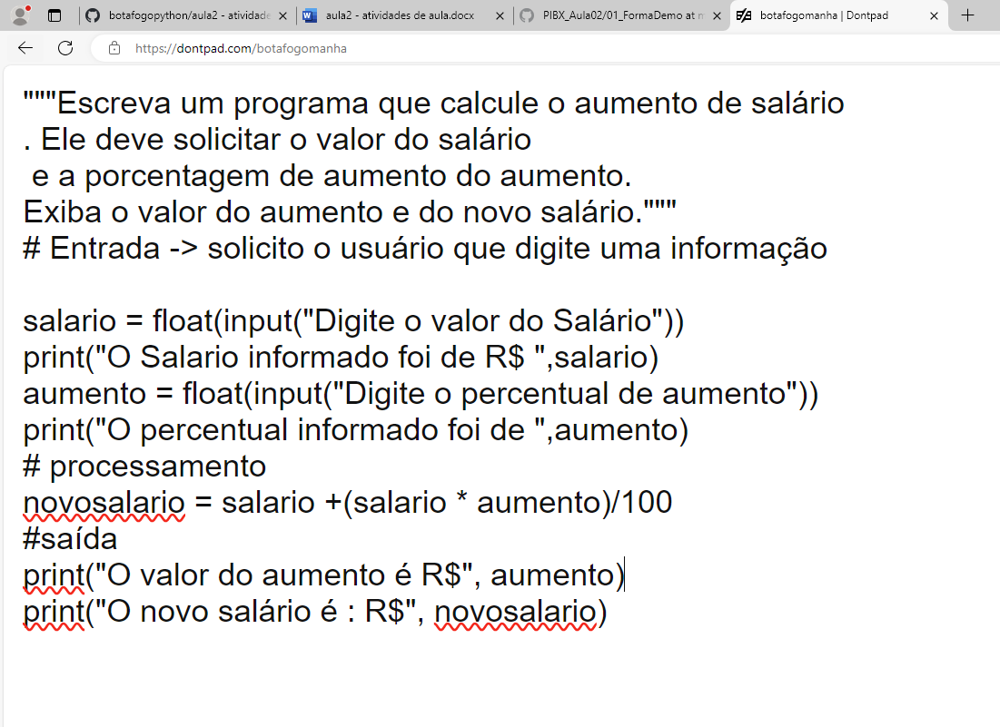 botafogopython/aula2 - atividade
aula2 - atividades de aula.docx
PIBX_Aula02/01_FormaDemo at m
botafogomanha | Dontpad
https://dontpad.com/botafogomanha
"""Escreva um programa que calcule o aumento de salário
. Ele deve solicitar o valor do salário
e a porcentagem de aumento do aumento.
Exiba o valor do aumento e do novo salário."""
# Entrada -> solicito o usuário que digite uma informação
salario = float(input("Digite o valor do Salário"))
print("O Salario informado foi de R$ ",salario)
aumento = float(input("Digite o percentual de aumento"))
print("O percentual informado foi de ",aumento)
# processamento
novosalario = salario +(salario * aumento)/100
#saída
print("O valor do aumento é R$", aumento)
print("O novo salário é : R$", novosalario)